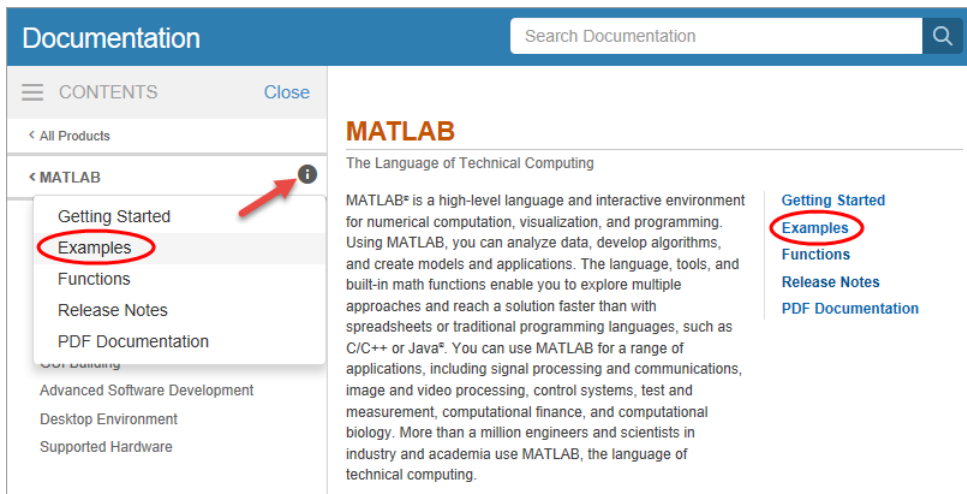 Documentation
Search Documentation
CONTENTS
Close
< All Products
< MATLAB
Getting Started
Examples
Functions
Release Notes
PDF Documentation
Advanced Software Development
Desktop Environment
Supported Hardware
MATLAB
The Language of Technical Computing
MATLAB® is a high-level language and interactive environment
for numerical computation, visualization, and programming.
Using MATLAB, you can analyze data, develop algorithms,
and create models and applications. The language, tools, and
built-in math functions enable you to explore multiple
approaches and reach a solution faster than with
spreadsheets or traditional programming languages, such as
C/C++ or Java®. You can use MATLAB for a range of
applications, including signal processing and communications,
image and video processing, control systems, test and
measurement, computational finance, and computational
biology. More than a million engineers and scientists in
industry and academia use MATLAB, the language of
technical computing.
Getting Started
Examples
Functions
Release Notes
PDF Documentation